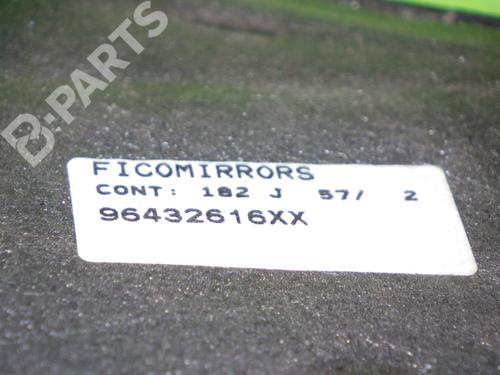 B-PARTS
FICOMIRRORS
CONT: 182 J 57/ 2
96432616XX